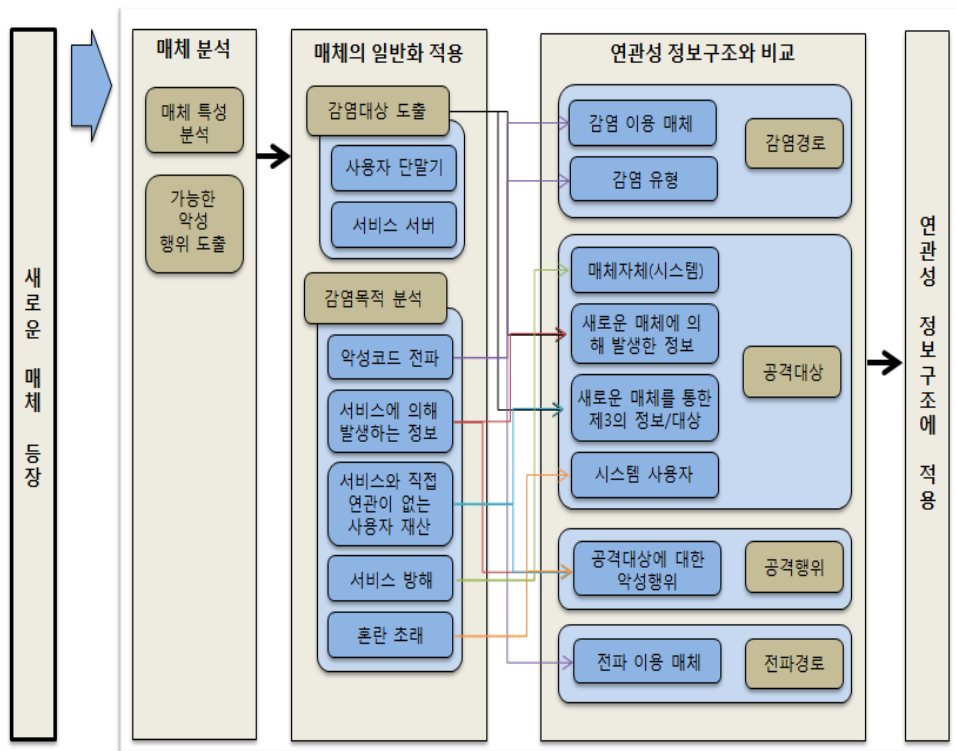 새로운 매체 등장
매체 분석
매체 특성
분석
가능한
악성
행위 도출
매체의 일반화 적용
감염대상 도출
사용자 단말기
서비스 서버
감염목적 분석
악성코드 전파
서비스에 의해
발생하는 정보
서비스와 직접
연관이 없는
사용자 재산
서비스 방해
혼란 초래
연관성 정보구조와 비교
감염 이용 매체
감염경로
감염 유형
매체자체(시스템)
새로운 매체에 의
해 발생한 정보
공격대상
새로운 매체를 통한
제3의 정보/대상
시스템 사용자
공격대상에 대한
악성행위
공격행위
전파 이용 매체
전파경로
연관성 정보구조에 적용